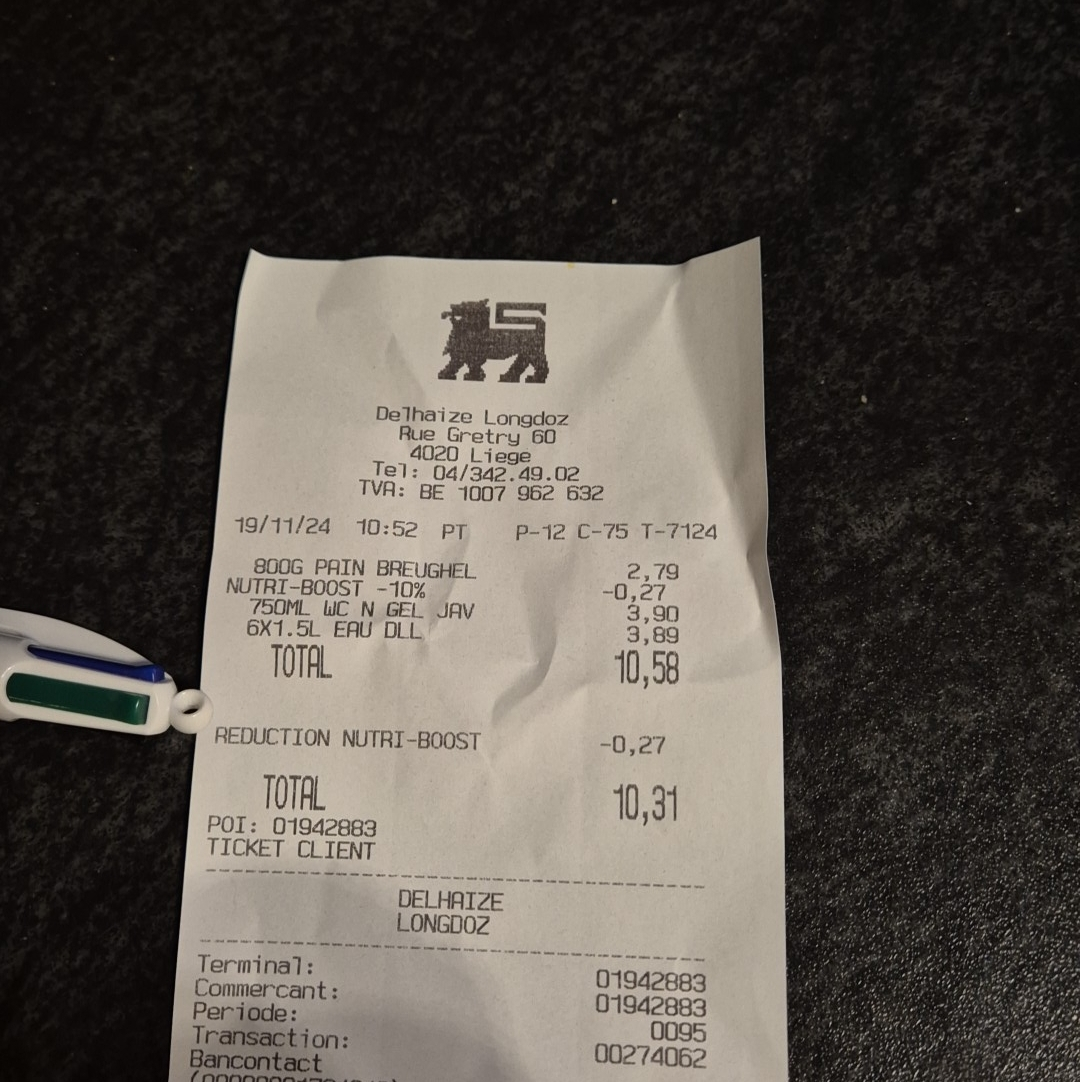 Delhaize Longdoz
Rue Gretry 60
4020 Liege
Tel: 04/342.49.02
TVA: BE 1007 962 632
19/11/24 10:52 PT P-12 C-75 T-7124
800G PAIN BREUGHEL 2,79
NUTRI-BOOST -10% -0,27
750ML WC N GEL JAV 3,90
6X1.5L EAU DLL 3,89
TOTAL 10,58
REDUCTION NUTRI-BOOST -0,27
TOTAL 10,31
POI: 01942883
TICKET CLIENT
DELHAIZE
LONGDOZ
Terminal: 01942883
Commercant: 01942883
Periode: 0095
Transaction: 00274062
Bancontact